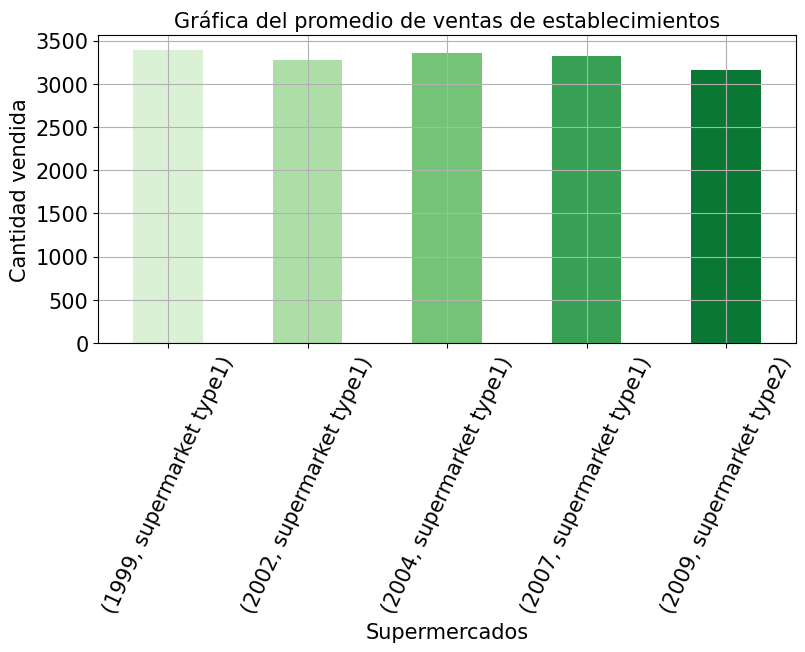 Gráfica del promedio de ventas de establecimientos
Cantidad vendida
3500
3000
2500
2000
1500
1000
500
0
(1999, supermarket type1)
(2002, supermarket type1)
(2004, supermarket type1)
(2007, supermarket type1)
(2009, supermarket type2)
Supermercados